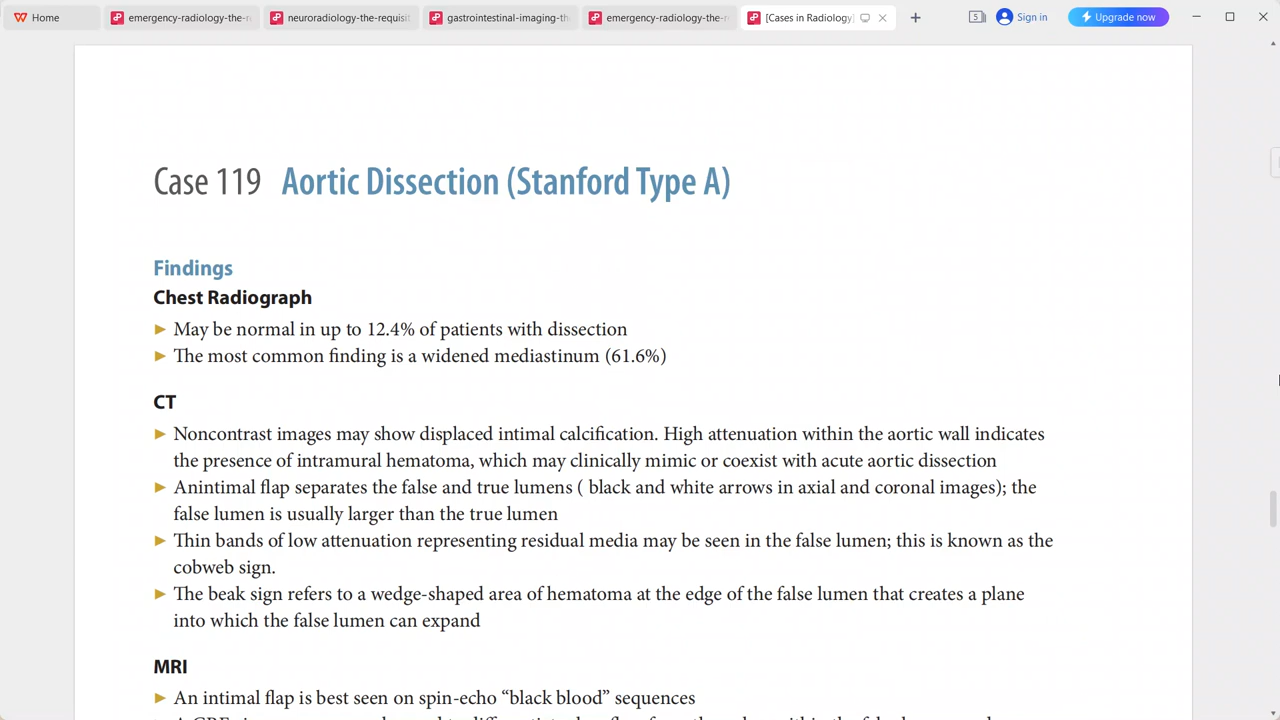 Home
emergency-radiology-the-r
neuroradiology-the-requisit
gastrointestinal-imaging-th
emergency-radiology-the-r
[Cases in Radiology]
5
Sign in
Upgrade now
Case 119 Aortic Dissection (Stanford Type A)
Findings
Chest Radiograph
► May be normal in up to 12.4% of patients with dissection
► The most common finding is a widened mediastinum (61.6%)
CT
► Noncontrast images may show displaced intimal calcification. High attenuation within the aortic wall indicates
the presence of intramural hematoma, which may clinically mimic or coexist with acute aortic dissection
► Anintimal flap separates the false and true lumens ( black and white arrows in axial and coronal images); the
false lumen is usually larger than the true lumen
► Thin bands of low attenuation representing residual media may be seen in the false lumen; this is known as the
cobweb sign.
► The beak sign refers to a wedge-shaped area of hematoma at the edge of the false lumen that creates a plane
into which the false lumen can expand
MRI
► An intimal flap is best seen on spin-echo “black blood” sequences